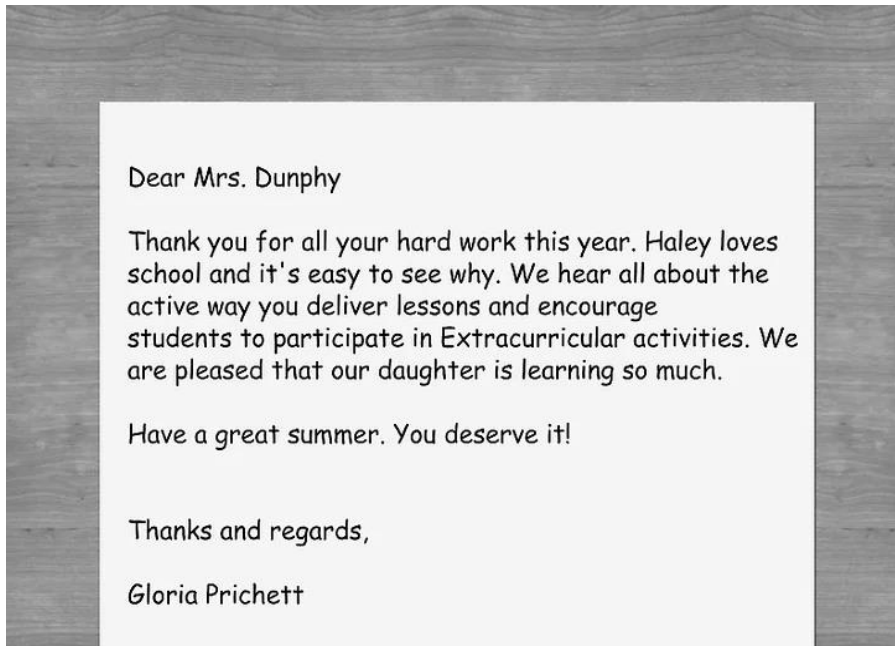 Dear Mrs. Dunphy
Thank you for all your hard work this year. Haley loves
school and it's easy to see why. We hear all about the
active way you deliver lessons and encourage
students to participate in Extracurricular activities. We
are pleased that our daughter is learning so much.
Have a great summer. You deserve it!
Thanks and regards,
Gloria Prichett